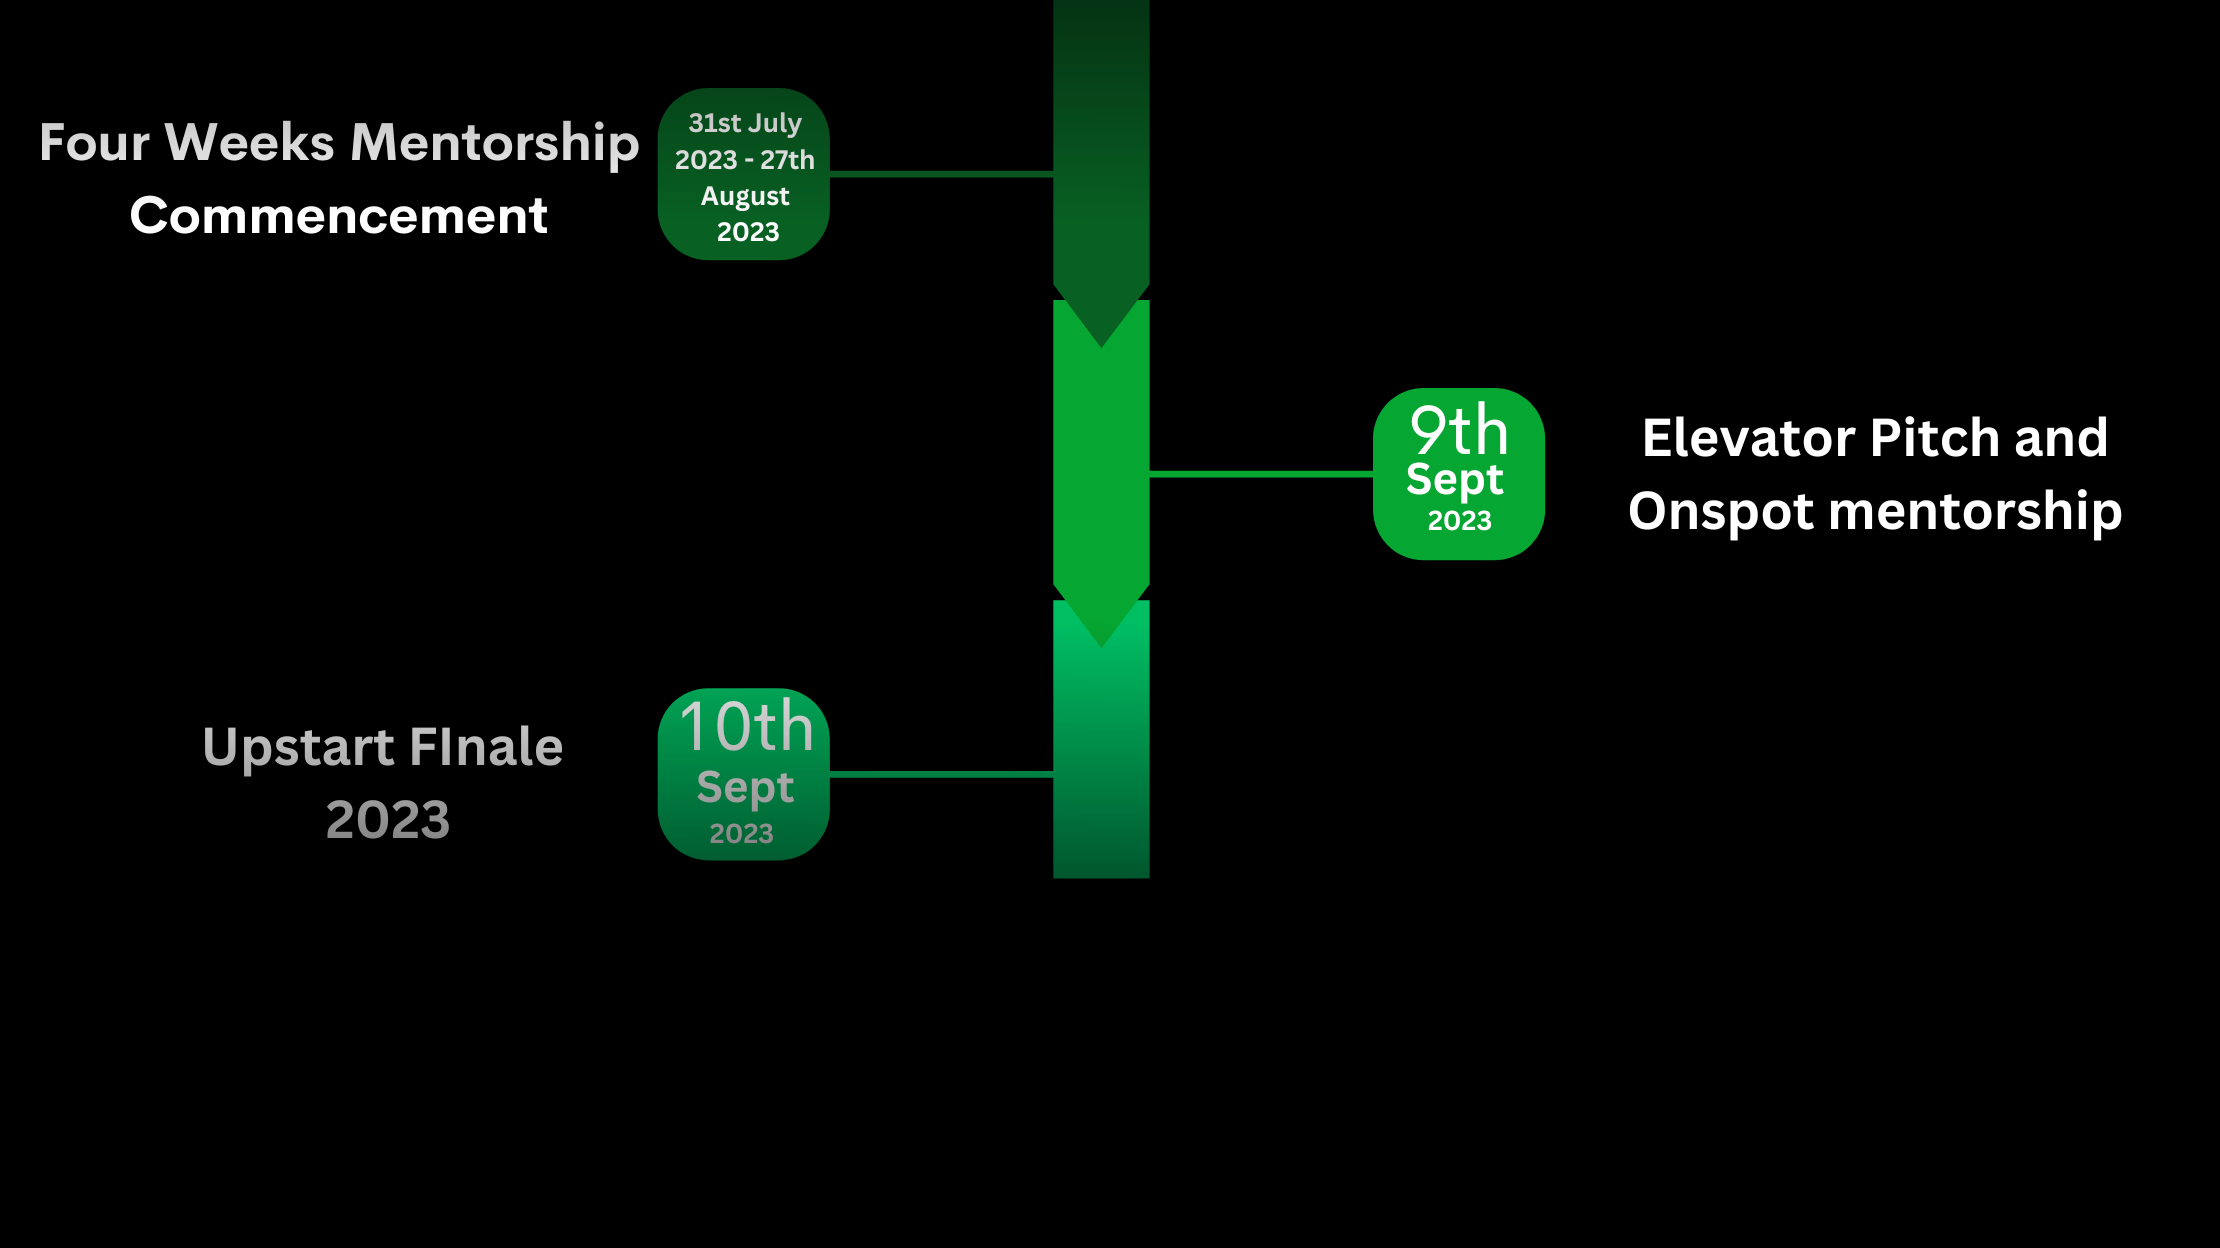 Four Weeks Mentorship
Commencement
31st July
2023 - 27th
August
2023
9th
Sept
2023
Elevator Pitch and
Onspot mentorship
Upstart FInale
2023
10th
Sept
2023